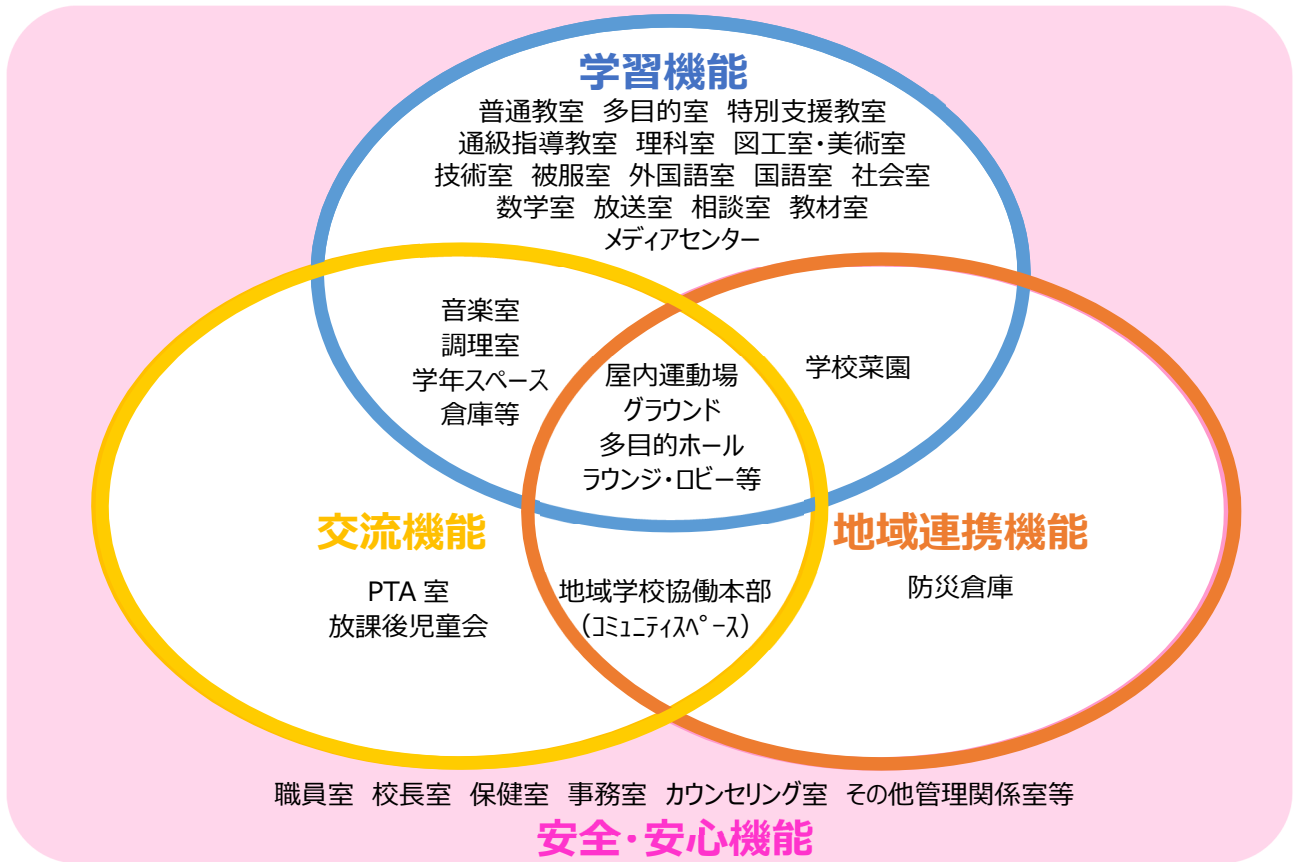 学習機能
普通教室 多目的室 特別支援教室
通級指導教室 理科室 図工室・美術室
技術室 被服室 外国語室 国語室 社会室
数学室 放送室 相談室 教材室
メディアセンター
音楽室
調理室
学年スペース
倉庫等
屋内運動場
グラウンド
多目的ホール
ラウンジ・ロビー等
学校菜園
交流機能
PTA 室
放課後児童会
地域学校協働本部
(ｺﾐｭﾆﾃｨｽﾍﾟｰｽ)
地域連携機能
防災倉庫
職員室 校長室 保健室 事務室 カウンセリング室 その他管理関係室等
安全・安心機能